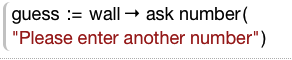 guess := wall→ ask number(
"Please enter another number")